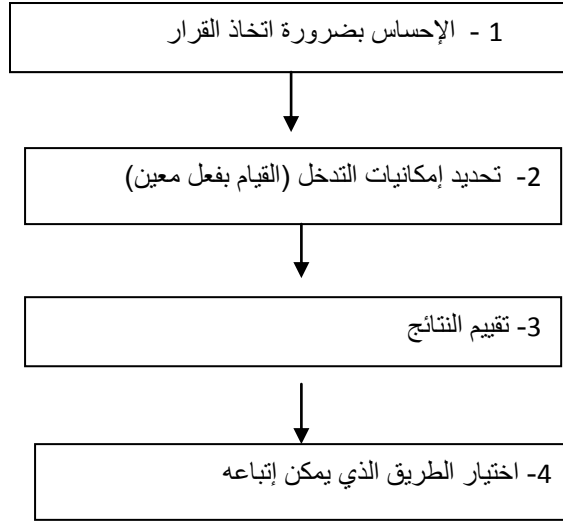 1 - الإحساس بضرورة اتخاذ القرار
2- تحديد إمكانيات التدخل (القيام بفعل معين)
3- تقييم النتائج
4- اختيار الطريق الذي يمكن إتباعه